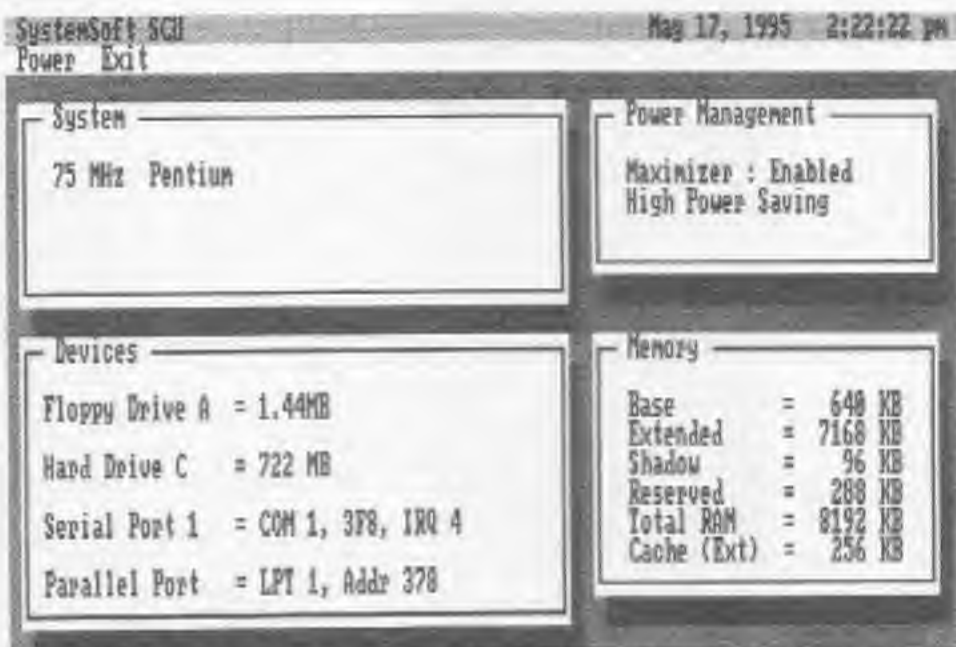 SystemSoft SCU May 17, 1995 2:22:22 pm
Power Exit
System
75 MHz Pentium
Power Management
Maximizer : Enabled
High Power Saving
Devices
Floppy Drive A = 1.44MB
Hard Drive C = 722 MB
Serial Port 1 = COM 1, 3F8, IRQ 4
Parallel Port = LPT 1, Addr 378
Memory
Base = 640 KB
Extended = 7168 KB
Shadow = 96 KB
Reserved = 288 KB
Total RAM = 8192 KB
Cache (Ext) = 256 KB